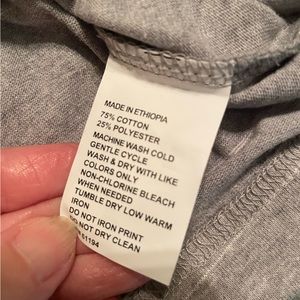 MADE IN ETHIOPIA
75% COTTON
25% POLYESTER
MACHINE WASH COLD
GENTLE CYCLE
WASH & DRY WITH LIKE
COLORS ONLY
NON-CHLORINE BLEACH
WHEN NEEDED
TUMBLE DRY LOW WARM
IRON
DO NOT IRON PRINT
DO NOT DRY CLEAN
51194